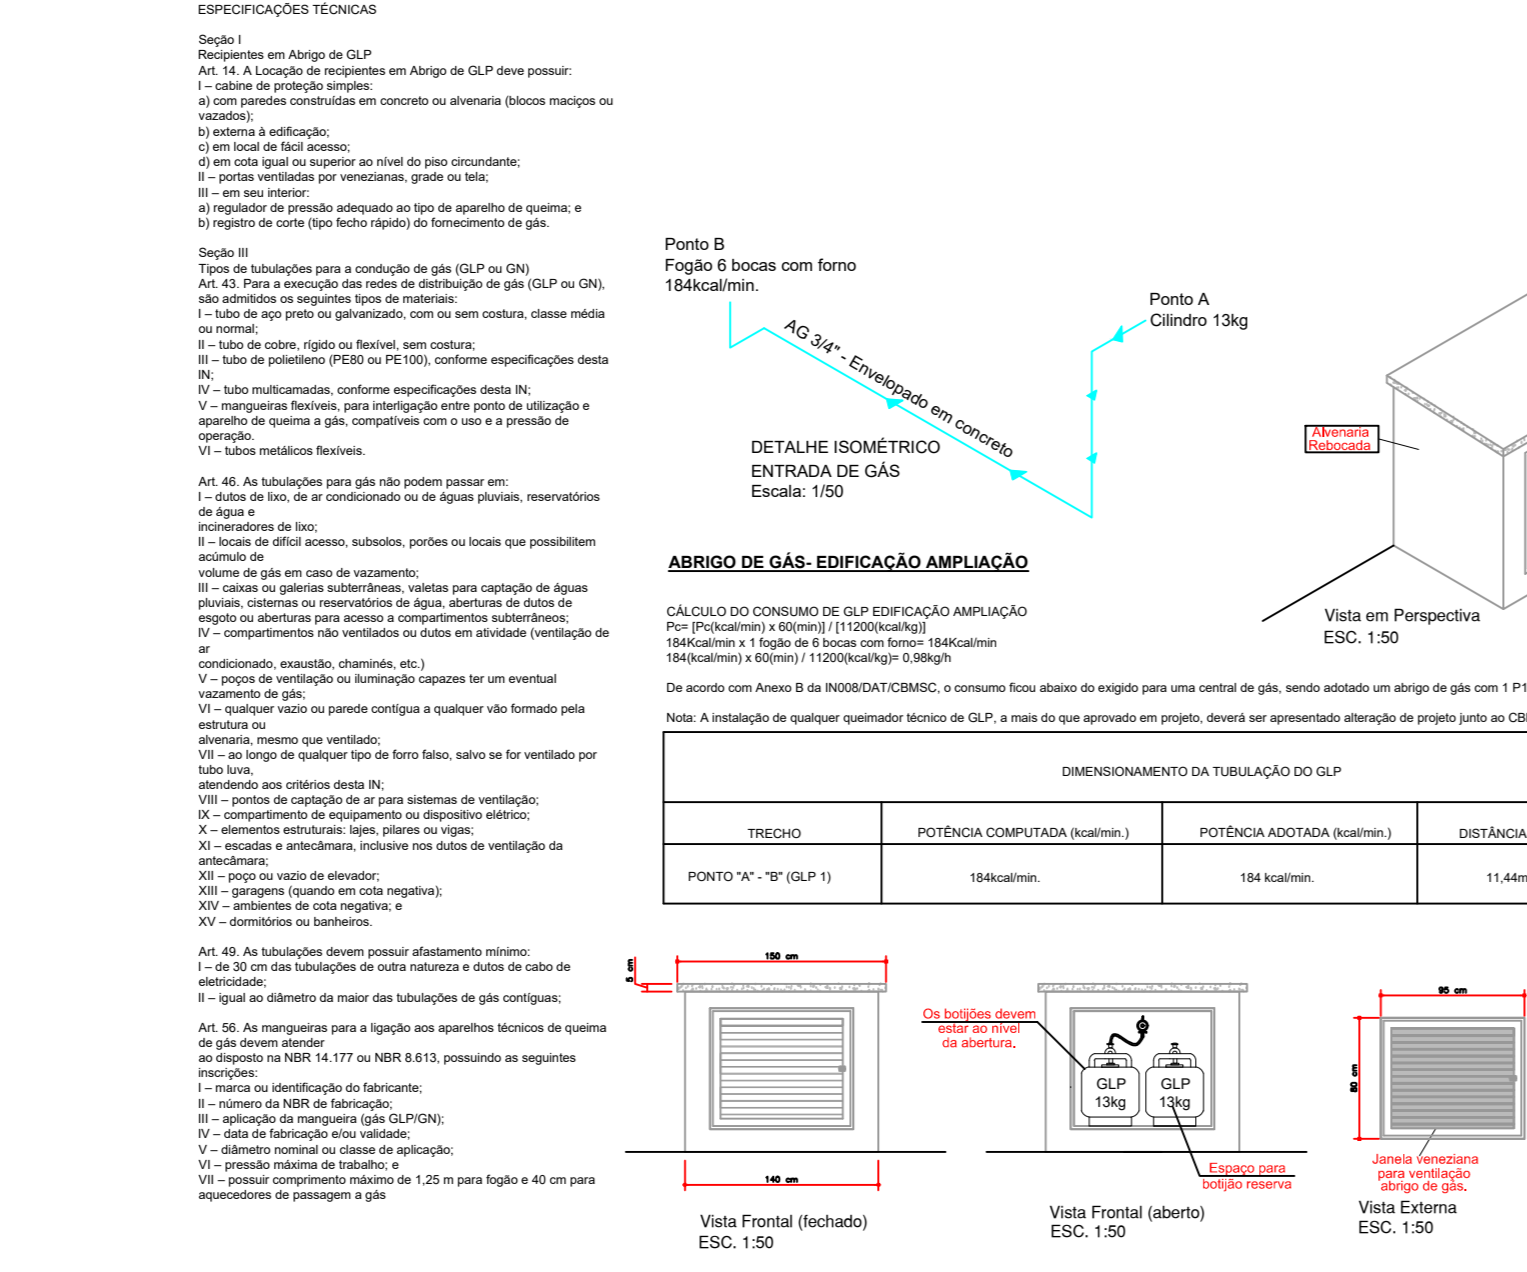 ESPECIFICAÇÕES TÉCNICAS
Seção I
Recipientes em Abrigo de GLP
Art. 14. A Locação de recipientes em Abrigo de GLP deve possuir:
I – cabine de proteção simples:
a) com paredes construídas em concreto ou alvenaria (blocos maciços ou
vazados);
b) externa à edificação;
c) em local de fácil acesso;
d) em cota igual ou superior ao nível do piso circundante;
II – portas ventiladas por venezianas, grade ou tela;
III – em seu interior:
a) regulador de pressão adequado ao tipo de aparelho de queima; e
b) registro de corte (tipo fecho rápido) do fornecimento de gás.
Seção III
Tipos de tubulações para a condução de gás (GLP ou GN)
Art. 43. Para a execução das redes de distribuição de gás (GLP ou GN),
são admitidos os seguintes tipos de materiais:
I – tubo de aço preto ou galvanizado, com ou sem costura, classe média
ou normal;
II – tubo de cobre, rígido ou flexível, sem costura;
III – tubo de polietileno (PE80 ou PE100), conforme especificações desta
IN;
IV – tubo multicamadas, conforme especificações desta IN;
V – mangueiras flexíveis, para interligação entre ponto de utilização e
aparelho de queima a gás, compatíveis com o uso e a pressão de
operação.
VI – tubos metálicos flexíveis.
Art. 46. As tubulações para gás não podem passar em:
I – dutos de lixo, de ar condicionado ou de águas pluviais, reservatórios
de água e
incineradores de lixo;
II – locais de difícil acesso, subsolos, porões ou locais que possibilitem
acúmulo de
volume de gás em caso de vazamento;
III – caixas ou galerias subterrâneas, valetas para captação de águas
pluviais, cisternas ou reservatórios de água, aberturas de dutos de
esgoto ou aberturas para acesso a compartimentos subterrâneos;
IV – compartimentos não ventilados ou dutos em atividade (ventilação de
ar
condicionado, exaustão, chaminés, etc.)
V – poços de ventilação ou iluminação capazes ter um eventual
vazamento de gás;
VI – qualquer vazio ou parede contígua a qualquer vão formado pela
estrutura ou
alvenaria, mesmo que ventilado;
VII – ao longo de qualquer tipo de forro falso, salvo se for ventilado por
tubo luva,
atendendo aos critérios desta IN;
VIII – pontos de captação de ar para sistemas de ventilação;
IX – compartimento de equipamento ou dispositivo elétrico;
X – elementos estruturais: lajes, pilares ou vigas;
XI – escadas e antecâmara, inclusive nos dutos de ventilação da
antecâmara;
XII – poço ou vazio de elevador;
XIII – garagens (quando em cota negativa);
XIV – ambientes de cota negativa; e
XV – dormitórios ou banheiros.
Art. 49. As tubulações devem possuir afastamento mínimo:
I – de 30 cm das tubulações de outra natureza e dutos de cabo de
eletricidade;
II – igual ao diâmetro da maior das tubulações de gás contíguas;
Art. 56. As mangueiras para a ligação aos aparelhos técnicos de queima
de gás devem atender
ao disposto na NBR 14.177 ou NBR 8.613, possuindo as seguintes
inscrições:
I – marca ou identificação do fabricante;
II – número da NBR de fabricação;
III – aplicação da mangueira (gás GLP/GN);
IV – data de fabricação e/ou validade;
V – diâmetro nominal ou classe de aplicação;
VI – pressão máxima de trabalho; e
VII – possuir comprimento máximo de 1,25 m para fogão e 40 cm para
aquecedores de passagem a gás
Ponto B
Fogão 6 bocas com forno
184kcal/min.
Ponto A
Cilindro 13kg
AG 3/4" - Envelopado em concreto
DETALHE ISOMÉTRICO
ENTRADA DE GÁS
Escala: 1/50
Alvenaria
Rebocada
Vista em Perspectiva
ESC. 1:50
ABRIGO DE GÁS- EDIFICAÇÃO AMPLIAÇÃO
CÁLCULO DO CONSUMO DE GLP EDIFICAÇÃO AMPLIAÇÃO
Pc= [Pc(kcal/min) x 60(min)] / [11200(kcal/kg)]
184Kcal/min x 1 fogão de 6 bocas com forno= 184Kcal/min
184(kcal/min) x 60(min) / 11200(kcal/kg)= 0,98kg/h
De acordo com Anexo B da IN008/DAT/CBMSC, o consumo ficou abaixo do exigido para uma central de gás, sendo adotado um abrigo de gás com 1 P1
Nota: A instalação de qualquer queimador técnico de GLP, a mais do que aprovado em projeto, deverá ser apresentado alteração de projeto junto ao CB
DIMENSIONAMENTO DA TUBULAÇÃO DO GLP
TRECHO POTÊNCIA COMPUTADA (kcal/min.) POTÊNCIA ADOTADA (kcal/min.) DISTÂNCIA
PONTO "A" - "B" (GLP 1) 184kcal/min. 184 kcal/min. 11,44m
150 cm
5 cm
140 cm
Vista Frontal (fechado)
ESC. 1:50
Os botijões devem
estar ao nível
da abertura.
GLP
13kg
GLP
13kg
Espaço para
botijão reserva
Vista Frontal (aberto)
ESC. 1:50
95 cm
80 cm
Janela veneziana
para ventilação
abrigo de gás.
Vista Externa
ESC. 1:50